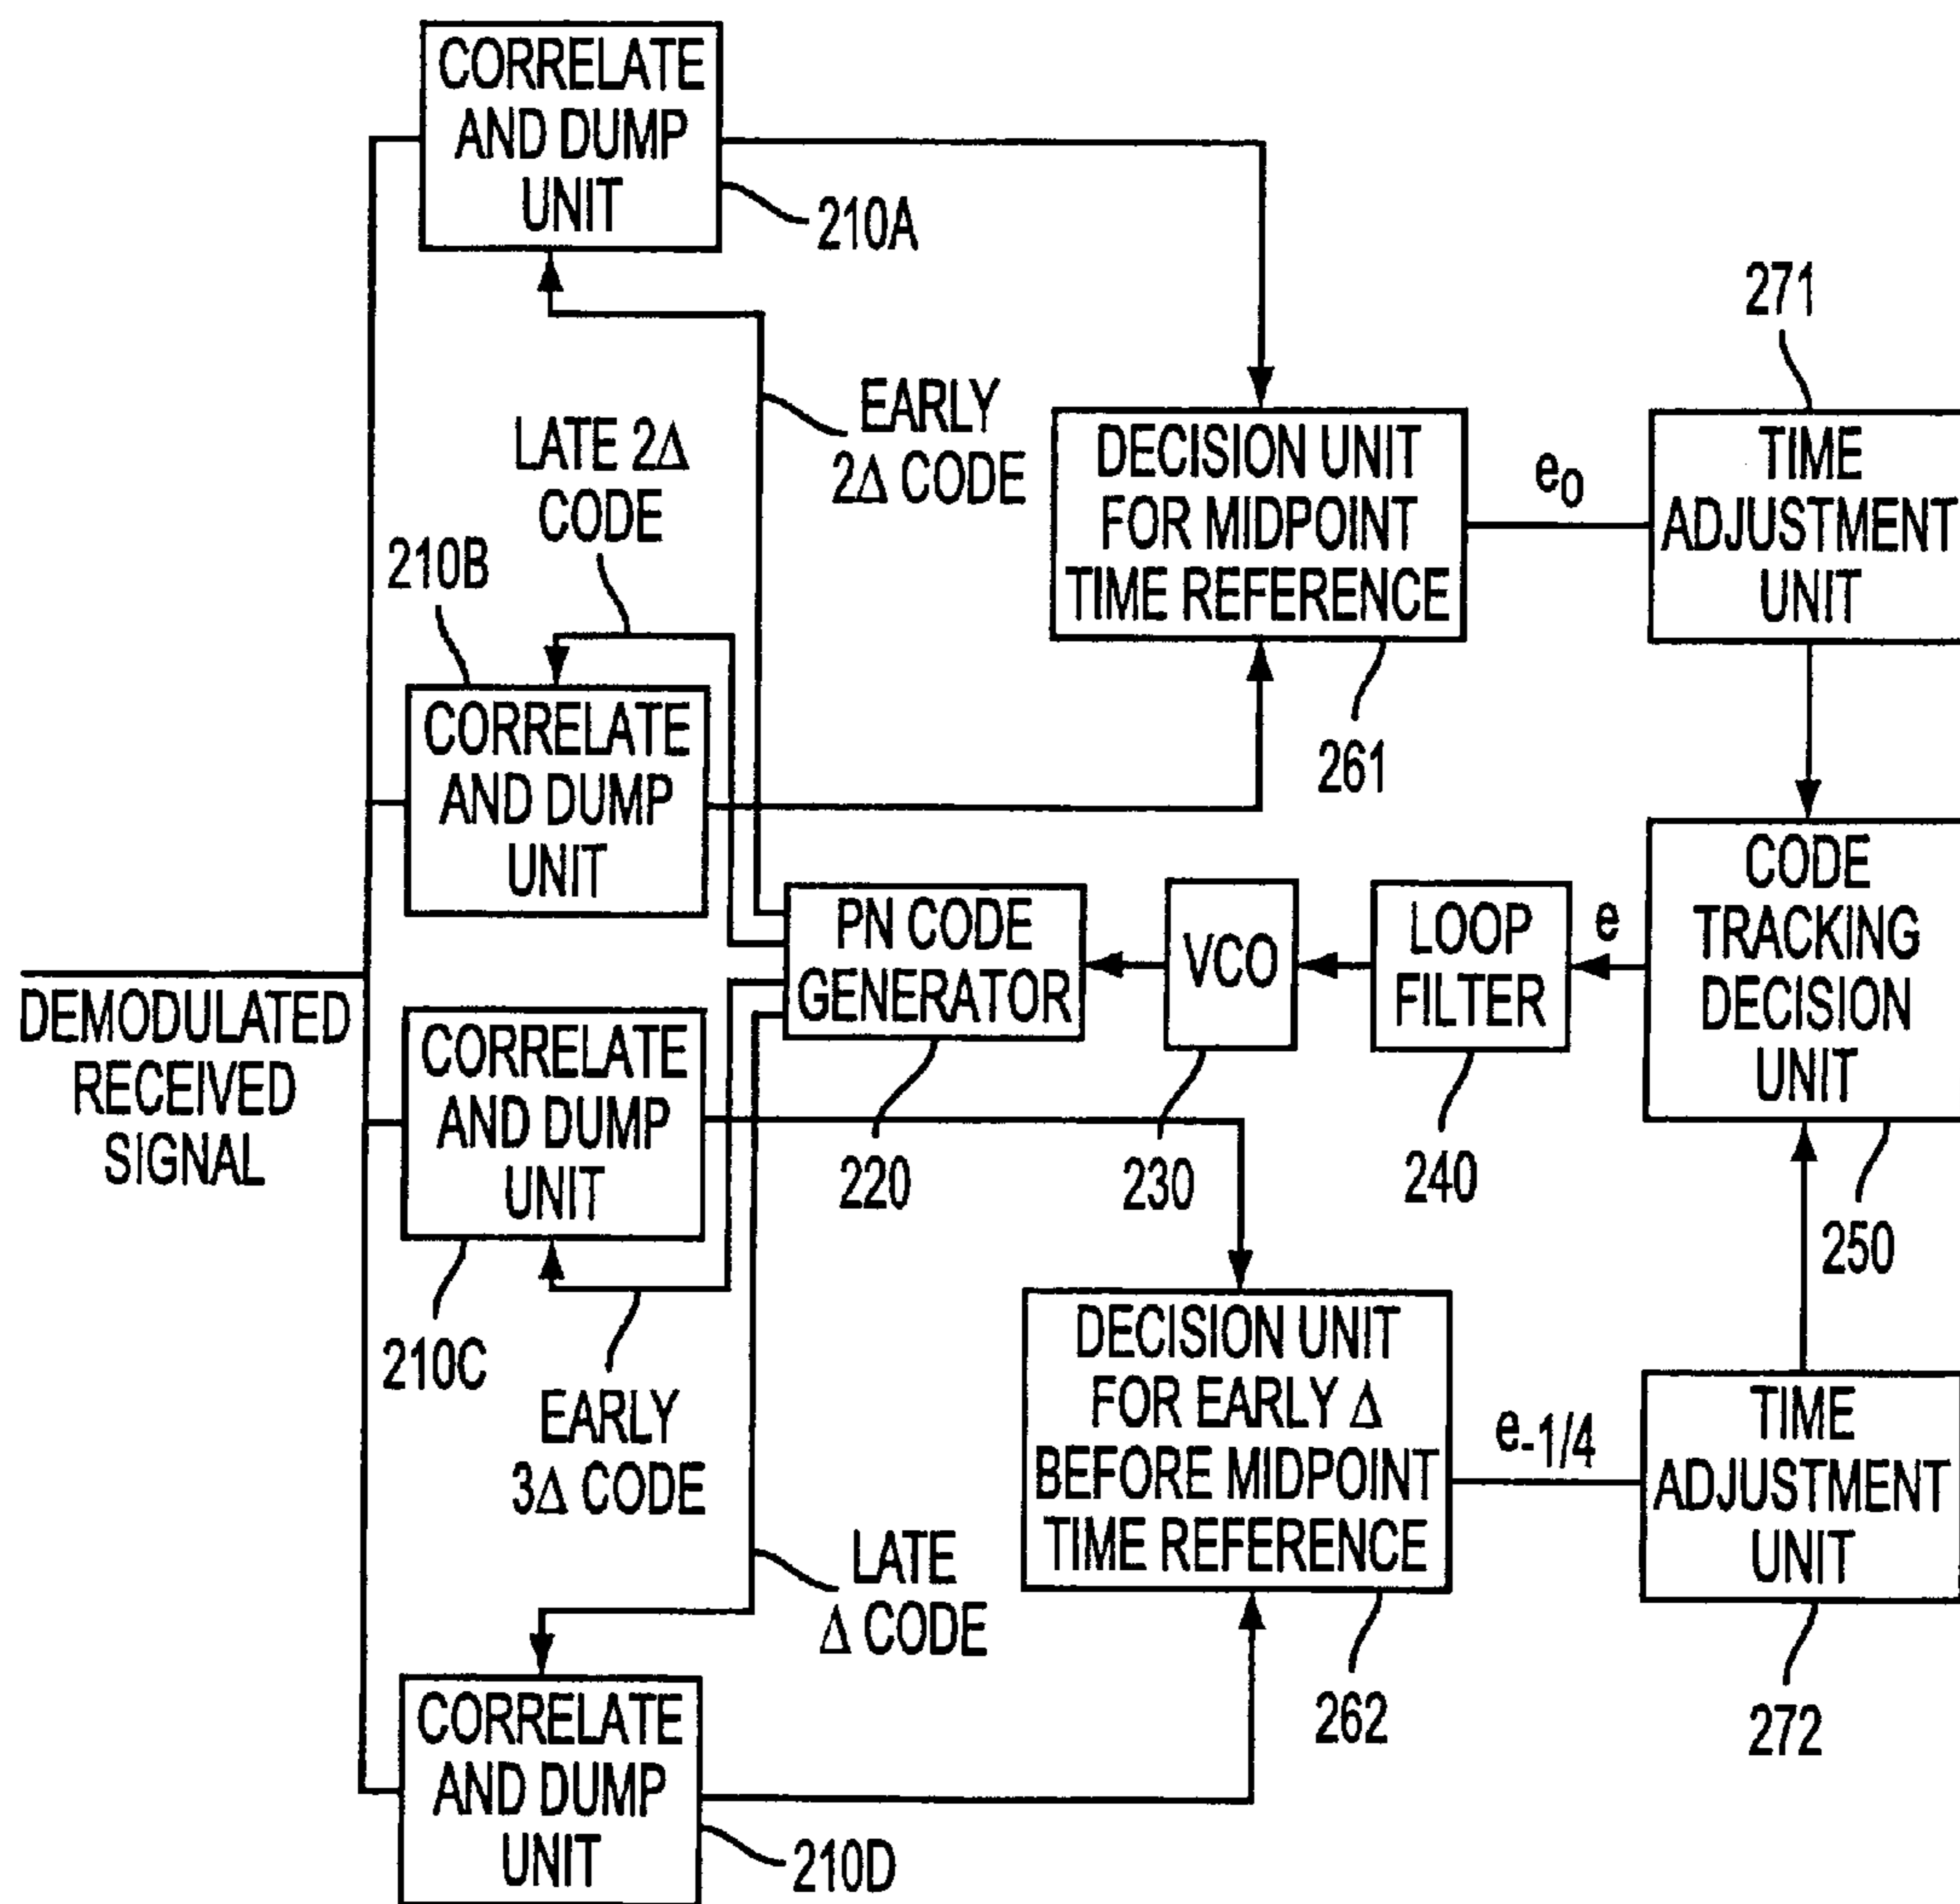 CORRELATE
AND DUMP
UNIT
210A
271
EARLY
2Δ CODE
LATE 2Δ
CODE
DECISION UNIT
FOR MIDPOINT
TIME REFERENCE
e0
TIME
ADJUSTMENT
UNIT
210B
261
CORRELATE
AND DUMP
UNIT
PN CODE
GENERATOR
VCO
LOOP
FILTER
e
CODE
TRACKING
DECISION
UNIT
DEMODULATED
RECEIVED
SIGNAL
CORRELATE
AND DUMP
UNIT
220
230
240
250
210C
EARLY
3Δ CODE
DECISION UNIT
FOR EARLY Δ
BEFORE MIDPOINT
TIME REFERENCE
e-1/4
TIME
ADJUSTMENT
UNIT
LATE
Δ CODE
262
272
CORRELATE
AND DUMP
UNIT
210D